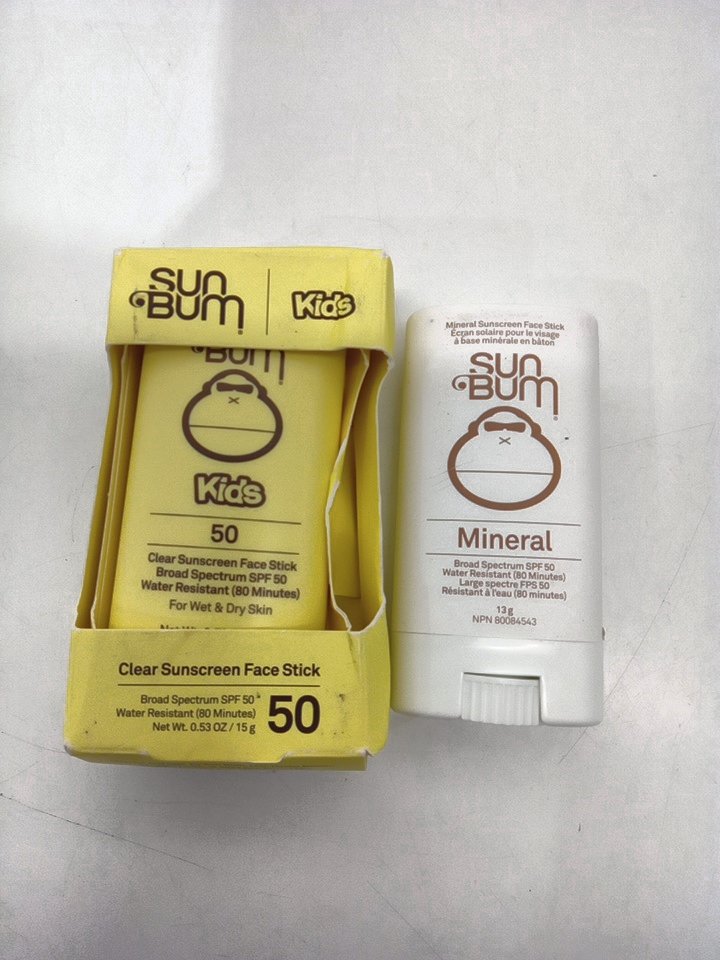 SUN
BUM
Kids
BUM
Kids
50
Clear Sunscreen Face Stick
Broad Spectrum SPF 50
Water Resistant (80 Minutes)
For Wet & Dry Skin
Clear Sunscreen Face Stick
Broad Spectrum SPF 50
Water Resistant (80 Minutes)
Net Wt. 0.53 OZ / 15 g
50
Mineral Sunscreen Face Stick
Écran solaire pour le visage
à base minérale en bâton
SUN
BUM
Mineral
Broad Spectrum SPF 50
Water Resistant (80 Minutes)
Large spectre FPS 50
Résistant à l'eau (80 minutes)
13 g
NPN 80084543